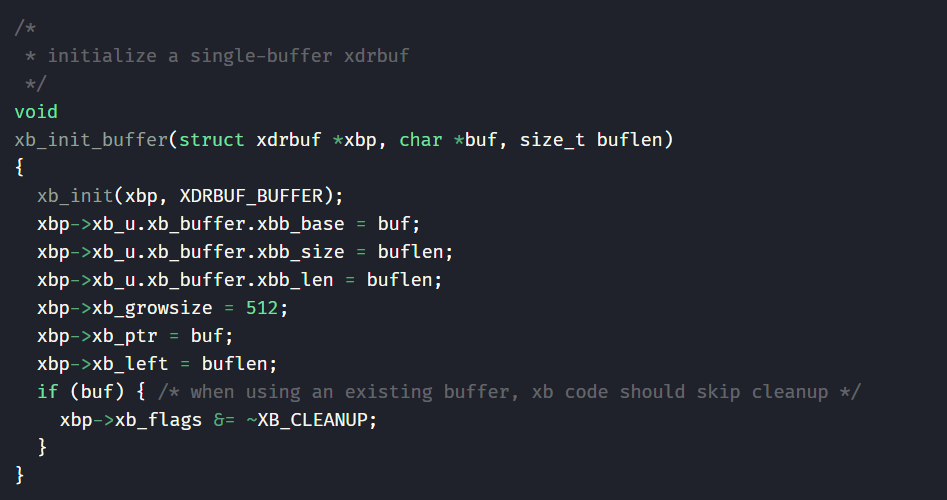 /*
 * initialize a single-buffer xdrbuf
 */
void
xb_init_buffer(struct xdrbuf *xbp, char *buf, size_t buflen)
{
  xb_init(xbp, XDRBUF_BUFFER);
  xbp->xb_u.xb_buffer.xbb_base = buf;
  xbp->xb_u.xb_buffer.xbb_size = buflen;
  xbp->xb_u.xb_buffer.xbb_len = buflen;
  xbp->xb_growsize = 512;
  xbp->xb_ptr = buf;
  xbp->xb_left = buflen;
  if (buf) { /* when using an existing buffer, xb code should skip cleanup */
    xbp->xb_flags &= ~XB_CLEANUP;
  }
}